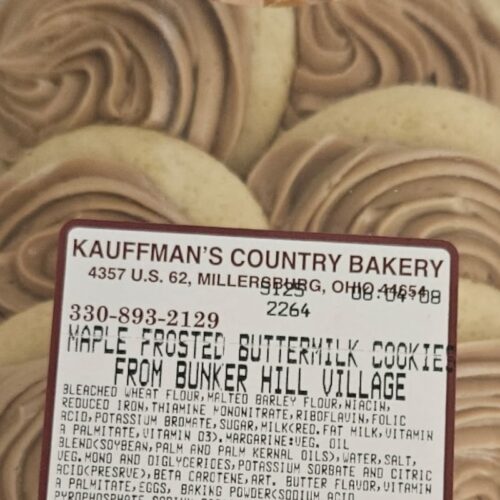 KAUFFMAN'S COUNTRY BAKERY
4357 U.S. 62, MILLERSBURG, OHIO 44654
5125 08:04:08
330-893-2129 2264
MAPLE FROSTED BUTTERMILK COOKIES
FROM BUNKER HILL VILLAGE
BLEACHED WHEAT FLOUR,MALTED BARLEY FLOUR,NIACIN,
REDUCED IRON,THIAMINE MONONITRATE,RIBOFLAVIN,FOLIC
ACID,POTASSIUM BROMATE,SUGAR,MILK(RED.FAT MILK,VITAMIN
A PALMITATE,VITAMIN D3),MARGARINE:VEG. OIL
BLEND(SOYBEAN,PALM AND PALM KERNAL OILS),WATER,SALT,
VEG.MONO AND DIGLYCERIDES,POTASSIUM SORBATE AND CITRIC
ACID(PRESRVE),BETA CAROTENE,ART. BUTTER FLAVOR,VITAMIN
A PALMITATE,EGGS, BAKING POWDER(SODIUM ACID